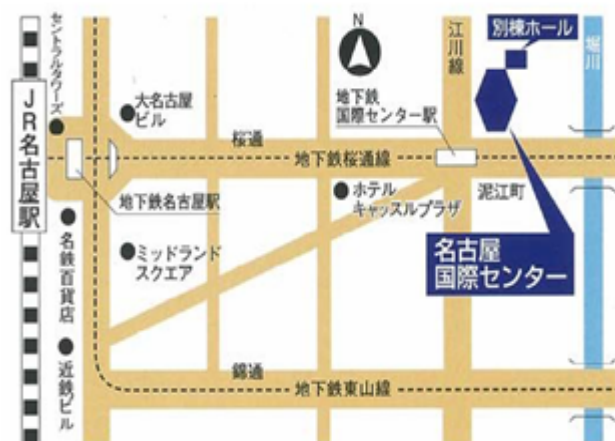 N
セントラルタワーズ
JR名古屋駅
大名古屋
ビル
桜通
地下鉄桜通線
地下鉄
国際センター駅
江川線
別棟ホール
堀川
地下鉄名古屋駅
ホテル
キャッスルプラザ
泥江町
名古屋
国際センター
名鉄百貨店
ミッドランド
スクエア
近鉄ビル
錦通
地下鉄東山線